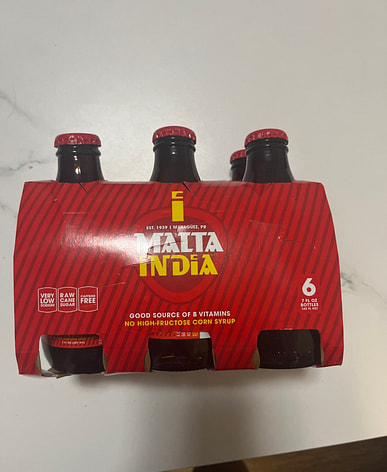 i
EST. 1939 | MAYAGUEZ, PR
MALTA
INDIA
VERY
LOW
SODIUM
RAW
CANE
SUGAR
CAFFEINE
FREE
6
7 FL OZ
BOTTLES
GOOD SOURCE OF B VITAMINS
NO HIGH-FRUCTOSE CORN SYRUP